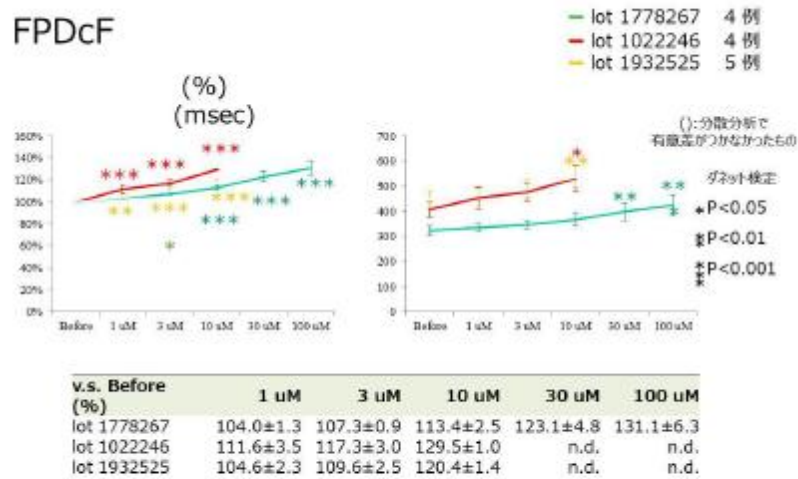 FPDcF
lot 1778267 4 例
lot 1022246 4 例
lot 1932525 5 例
(%)
(msec)
():分散分析で
有意差がつかなかったもの
ダネット検定
*P<0.05
**P<0.01
***P<0.001
160%
140%
120%
100%
80%
60%
40%
20%
0%
Before 1 uM 3 uM 10 uM 30 uM 100 uM
*** *** ***
** *** *** *** ***
***
*
700
600
500
400
300
200
100
0
Before 1 uM 3 uM 10 uM 30 uM 100 uM
*
**
** **
*
v.s. Before (%) 1 uM 3 uM 10 uM 30 uM 100 uM
lot 1778267 104.0±1.3 107.3±0.9 113.4±2.5 123.1±4.8 131.1±6.3
lot 1022246 111.6±3.5 117.3±3.0 129.5±1.0 n.d. n.d.
lot 1932525 104.6±2.3 109.6±2.5 120.4±1.4 n.d. n.d.